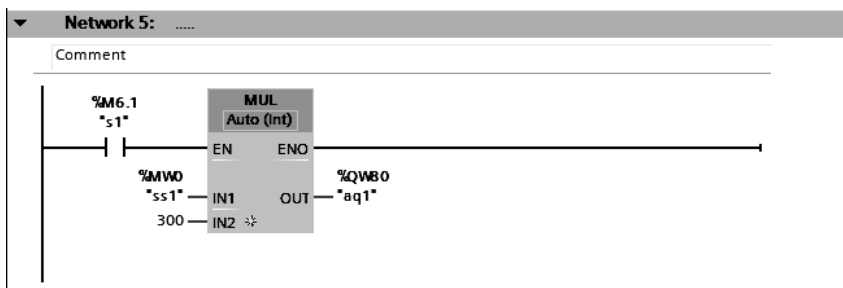 Network 5: .....
Comment
%M6.1
"s1"
MUL
Auto (Int)
EN ENO
%MW0
"ss1"
IN1
%QW80
"aq1"
OUT
300
IN2